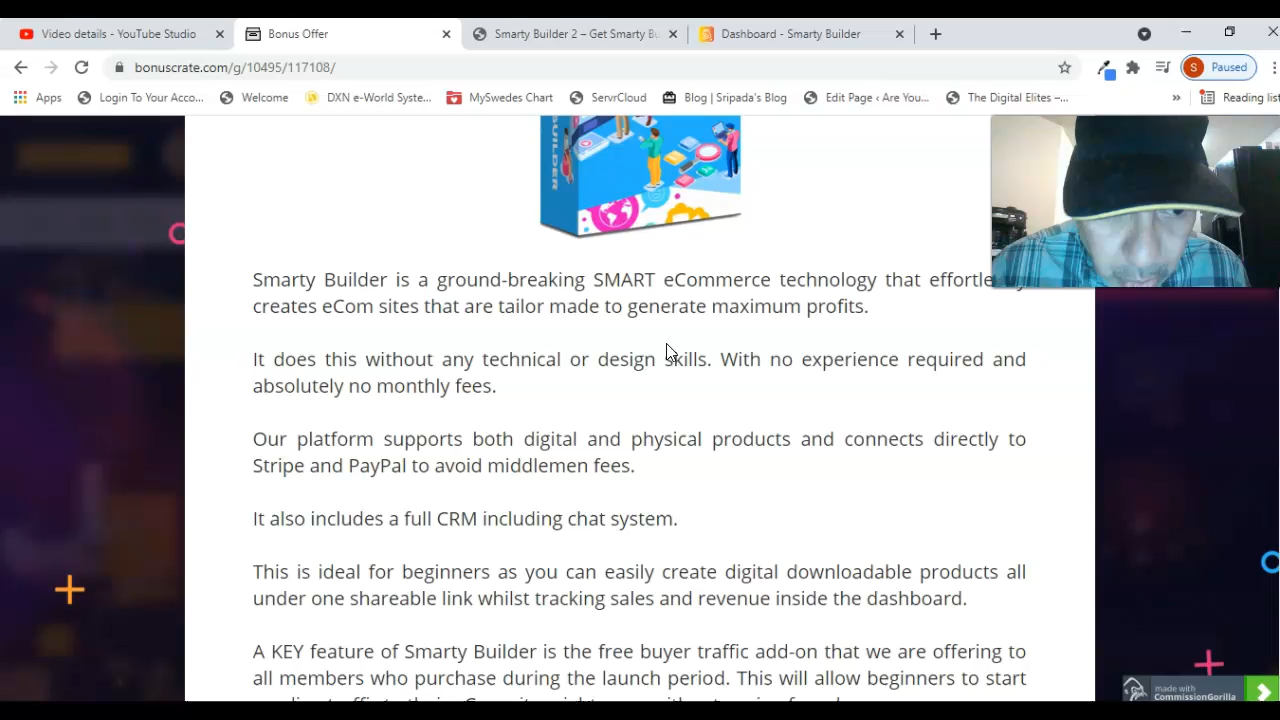 Video details - YouTube Studio
Bonus Offer
Smarty Builder 2 – Get Smarty Bu
Dashboard - Smarty Builder
bonuscrate.com/g/10495/117108/
S Paused
Apps
Login To Your Acco...
Welcome
DXN e-World Syste...
MySwedes Chart
ServrCloud
Blog | Sripada's Blog
Edit Page ‹ Are You...
The Digital Elites –...
»
Reading list
BUILDER
Smarty Builder is a ground-breaking SMART eCommerce technology that effortle
creates eCom sites that are tailor made to generate maximum profits.
It does this without any technical or design skills. With no experience required and
absolutely no monthly fees.
Our platform supports both digital and physical products and connects directly to
Stripe and PayPal to avoid middlemen fees.
It also includes a full CRM including chat system.
This is ideal for beginners as you can easily create digital downloadable products all
under one shareable link whilst tracking sales and revenue inside the dashboard.
A KEY feature of Smarty Builder is the free buyer traffic add-on that we are offering to
all members who purchase during the launch period. This will allow beginners to start
made with
CommissionGorilla